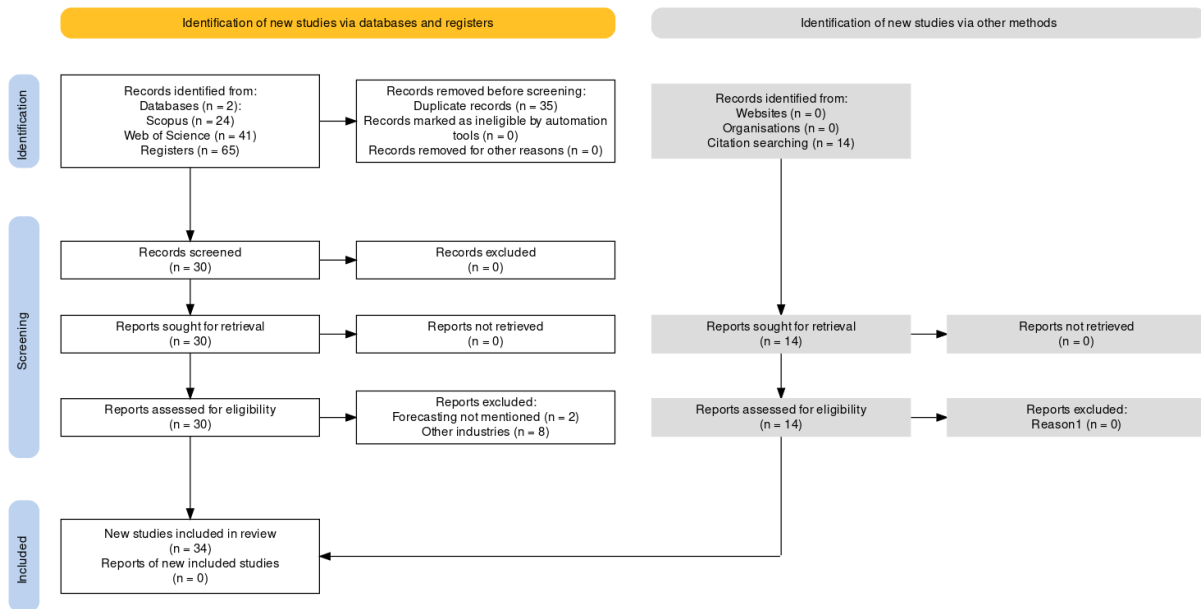 Identification of new studies via databases and registers
Identification of new studies via other methods
Identification
Records identified from:
Databases (n = 2):
Scopus (n = 24)
Web of Science (n = 41)
Registers (n = 65)
Records removed before screening:
Duplicate records (n = 35)
Records marked as ineligible by automation
tools (n = 0)
Records removed for other reasons (n = 0)
Records identified from:
Websites (n = 0)
Organisations (n = 0)
Citation searching (n = 14)
Screening
Records screened
(n = 30)
Records excluded
(n = 0)
Reports sought for retrieval
(n = 30)
Reports not retrieved
(n = 0)
Reports sought for retrieval
(n = 14)
Reports not retrieved
(n = 0)
Reports assessed for eligibility
(n = 30)
Reports excluded:
Forecasting not mentioned (n = 2)
Other industries (n = 8)
Reports assessed for eligibility
(n = 14)
Reports excluded:
Reason1 (n = 0)
Included
New studies included in review
(n = 34)
Reports of new included studies
(n = 0)